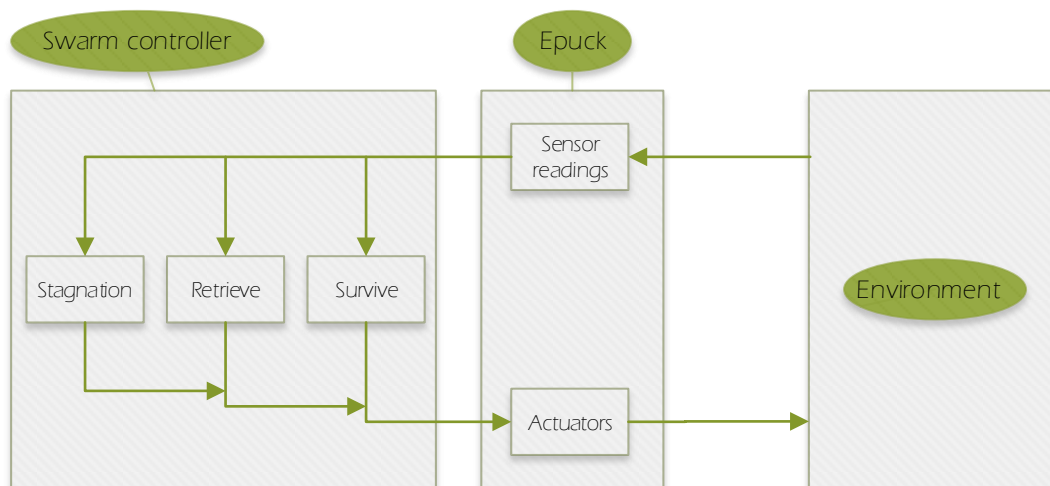 Swarm controller
Epuck
Sensor
readings
Stagnation
Retrieve
Survive
Environment
Actuators